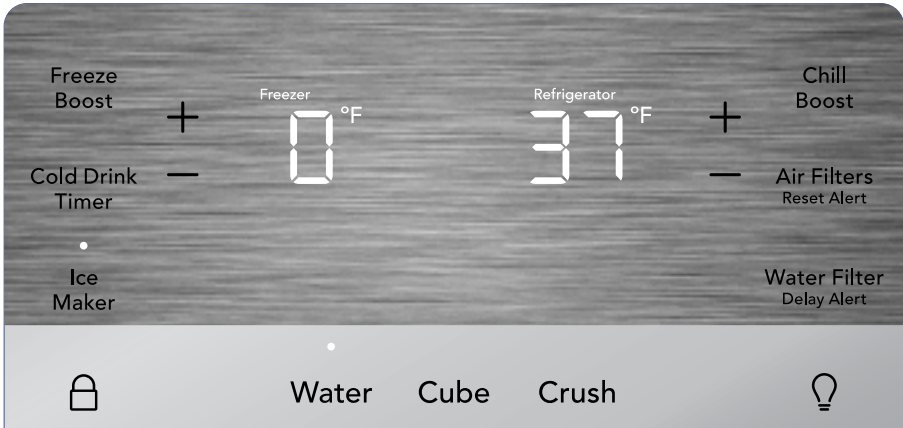 Freeze
Boost
+
Freezer
0 °F
Refrigerator
37 °F
+
Chill
Boost
Cold Drink
Timer
−
−
Air Filters
Reset Alert
Ice
Maker
Water Filter
Delay Alert
Water
Cube
Crush